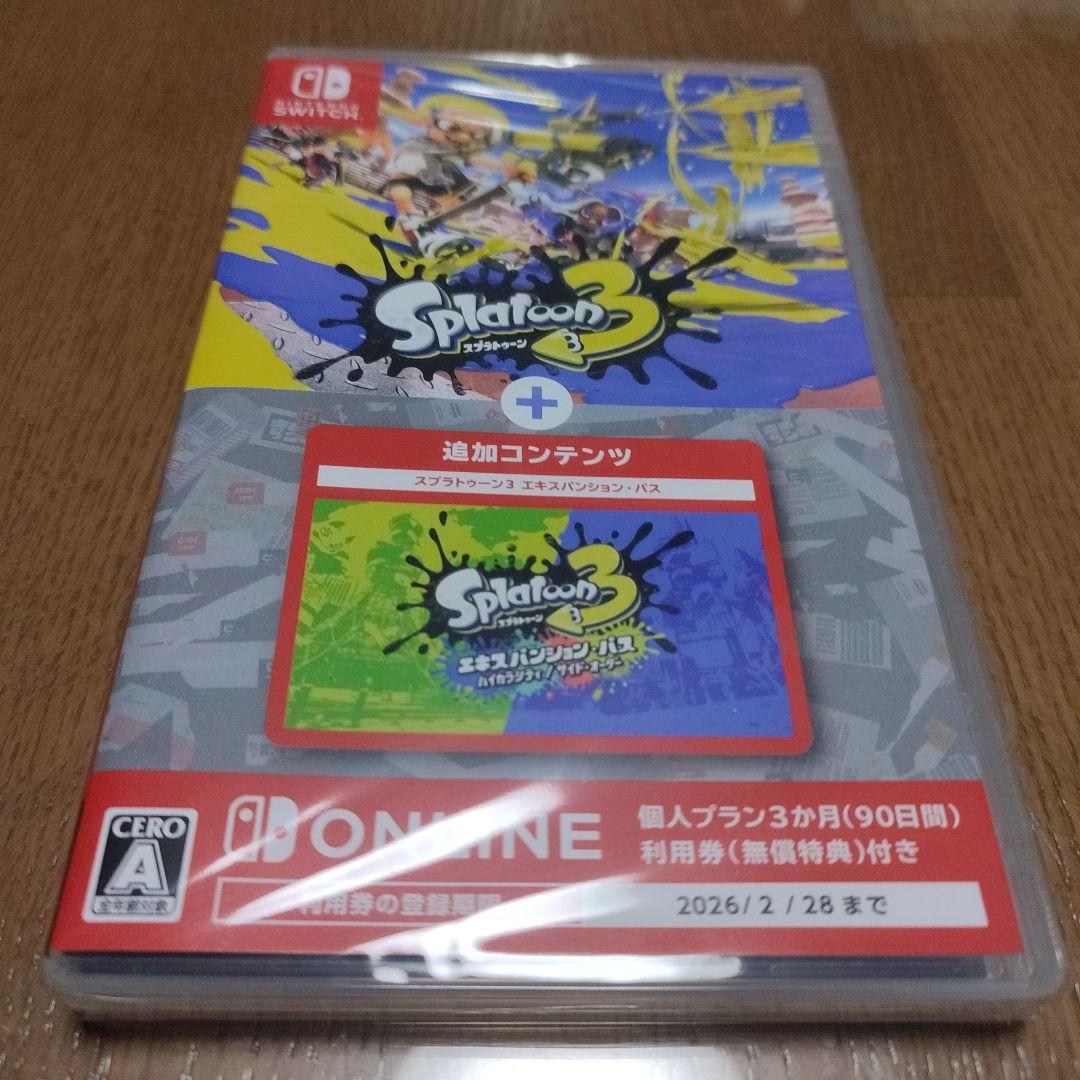 NINTENDO
SWITCH
Splatoon3
スプラトゥーン3
+
追加コンテンツ
スプラトゥーン3 エキスパンション・パス
Splatoon3
スプラトゥーン3
エキスパンション・パス
ハイカラシティ/サイド・オーダー
ONLINE
個人プラン3か月(90日間)
利用券(無償特典)付き
利用券の登録期限
2026/2/28まで
CERO
A
全年齢対象